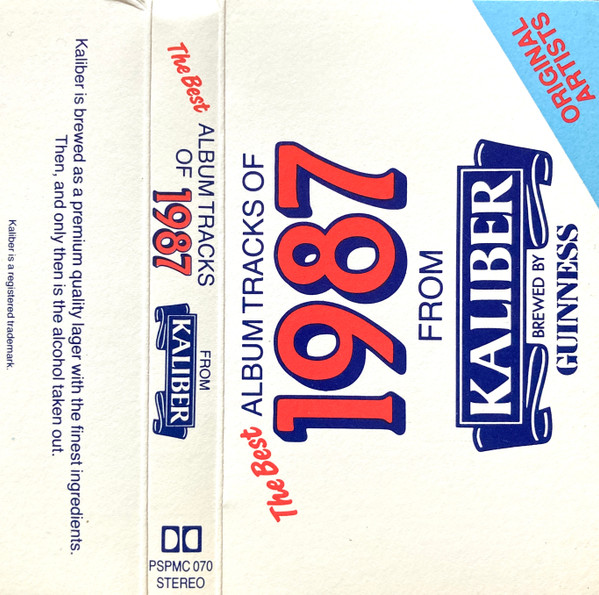 Kaliber is brewed as a premium quality lager with the finest ingredients.
Then, and only then is the alcohol taken out.
Kaliber is a registered trademark.
The Best ALBUM TRACKS
OF 1987
FROM
KALIBER
PSPMC 070
STEREO
ORIGINAL
ARTISTS
The Best ALBUM TRACKS OF
1987
FROM
KALIBER
BREWED BY
GUINNESS